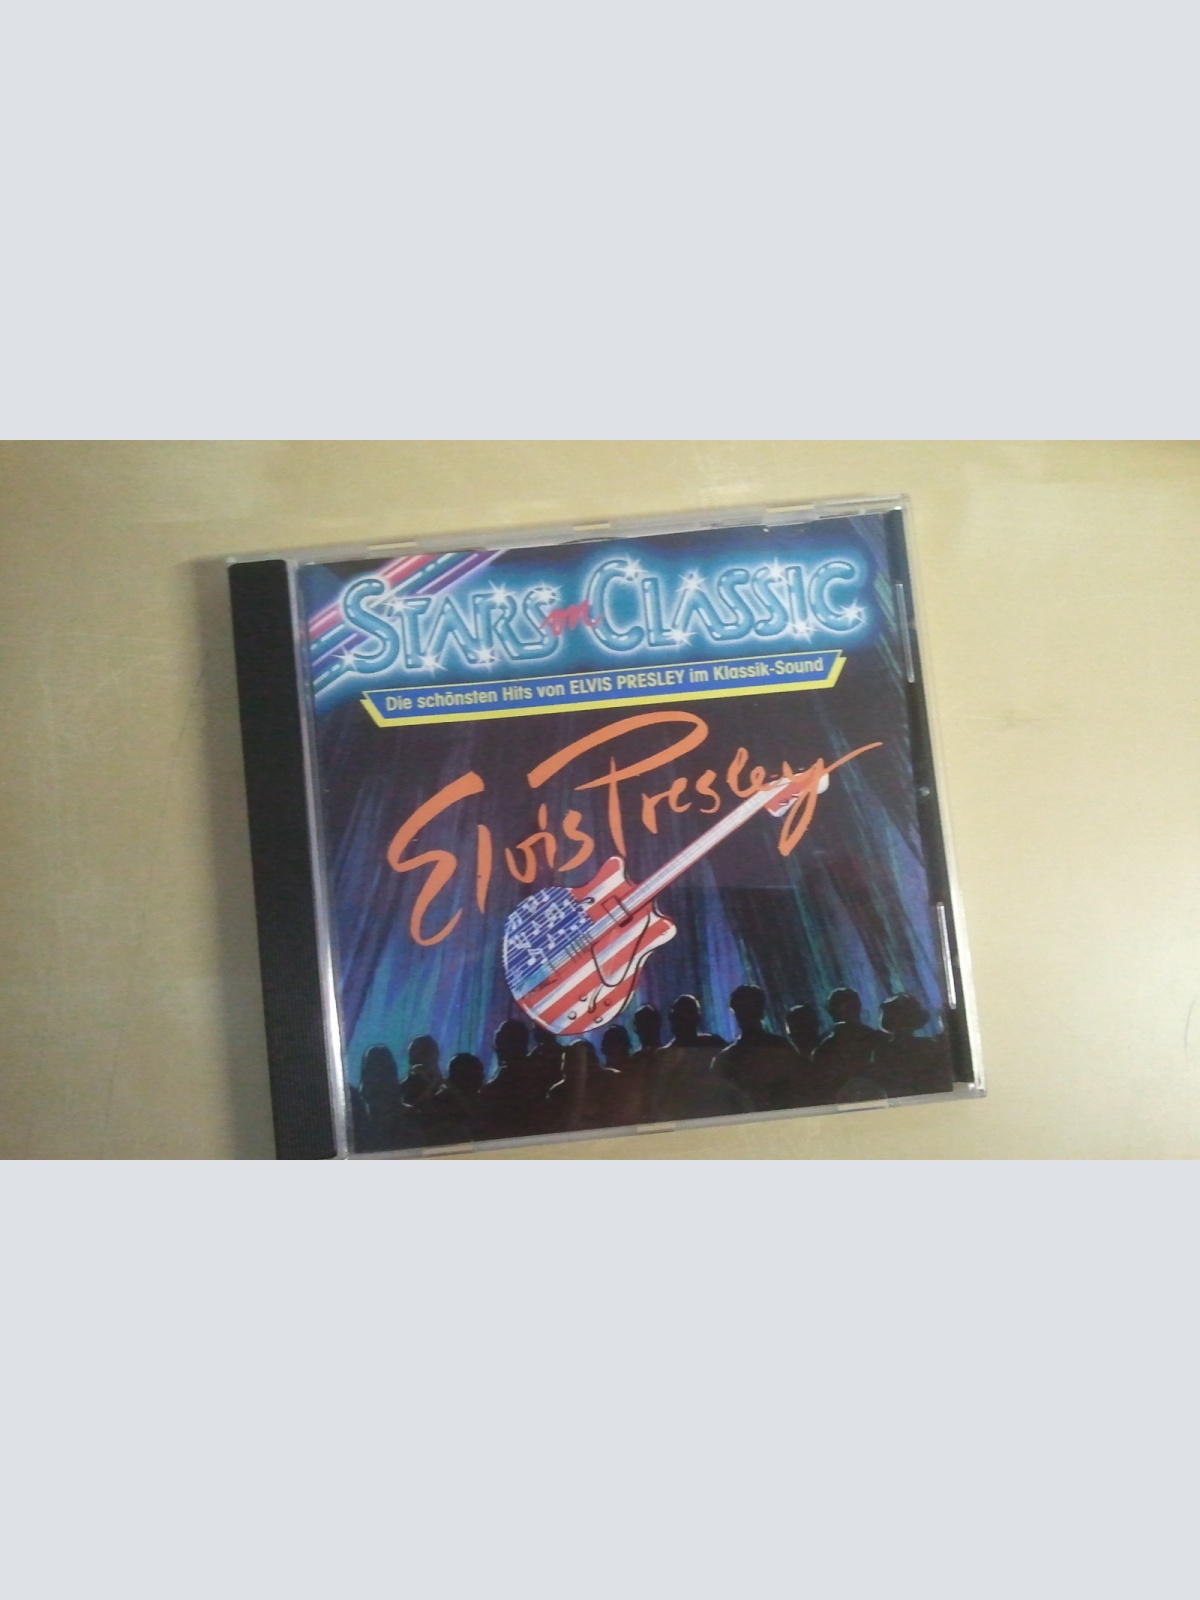 STARS on CLASSIC
Die schönsten Hits von ELVIS PRESLEY im Klassik-Sound
Elvis Presley